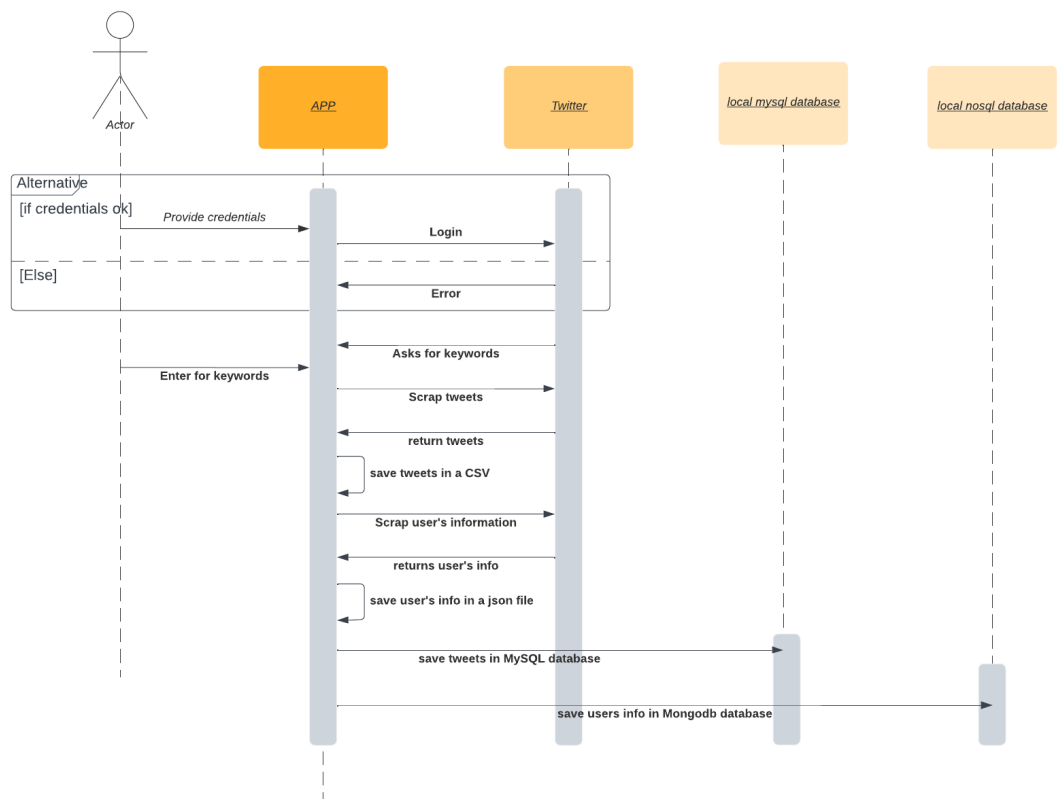 Actor
APP
Twitter
local mysql database
local nosql database
Alternative
[if credentials ok]
Provide credentials
Login
[Else]
Error
Asks for keywords
Enter for keywords
Scrap tweets
return tweets
save tweets in a CSV
Scrap user's information
returns user's info
save user's info in a json file
save tweets in MySQL database
save users info in Mongodb database